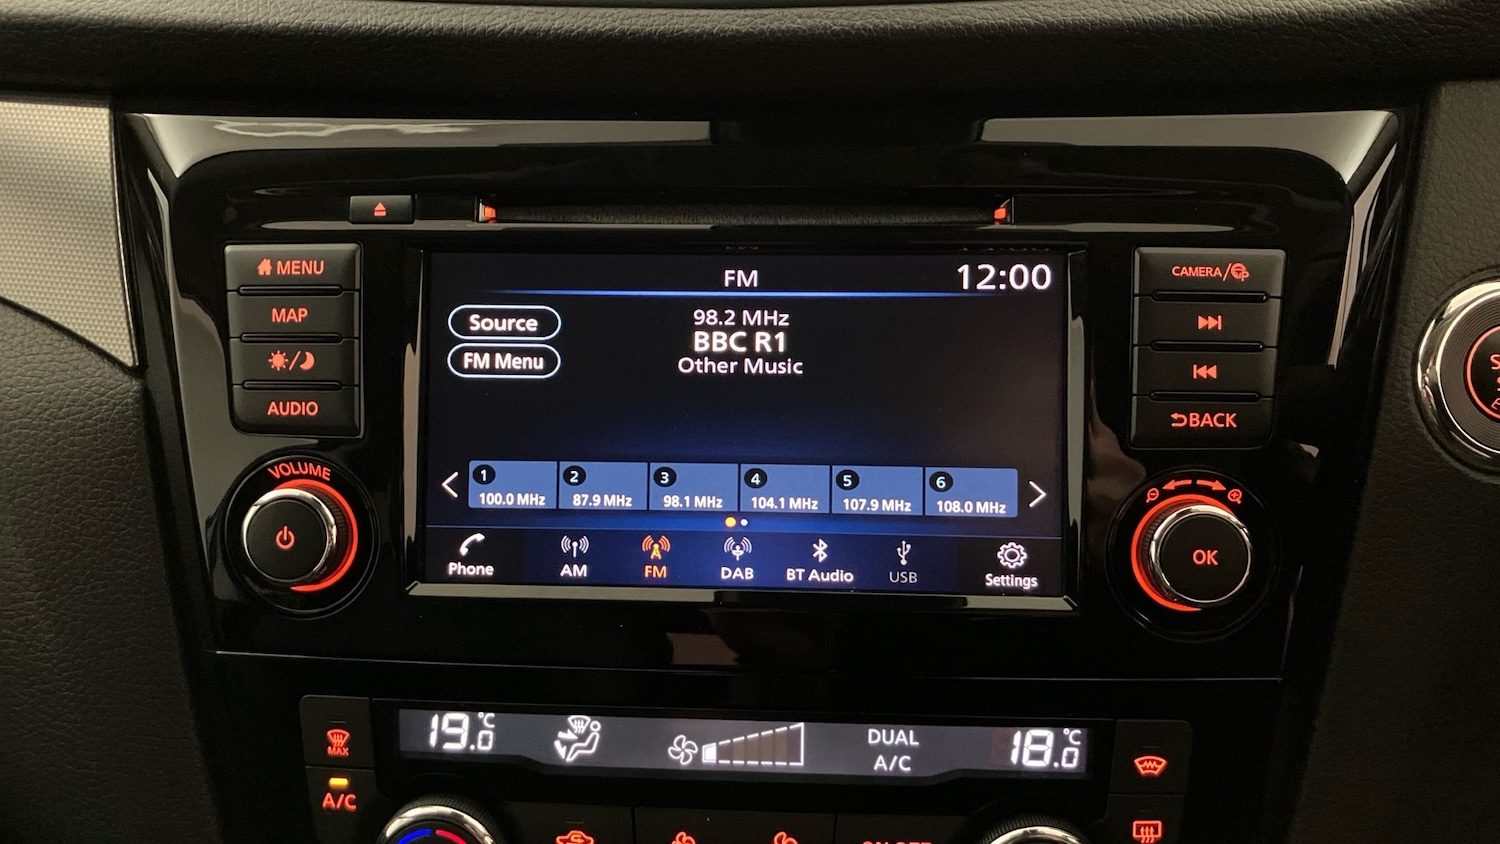 MENU
MAP
AUDIO
VOLUME
FM
12:00
Source
FM Menu
98.2 MHz
BBC R1
Other Music
1
100.0 MHz
2
87.9 MHz
3
98.1 MHz
4
104.1 MHz
5
107.9 MHz
6
108.0 MHz
Phone
AM
FM
DAB
BT Audio
USB
Settings
CAMERA/
BACK
OK
19.0 °C
DUAL
A/C
18.0 °C
MAX
A/C